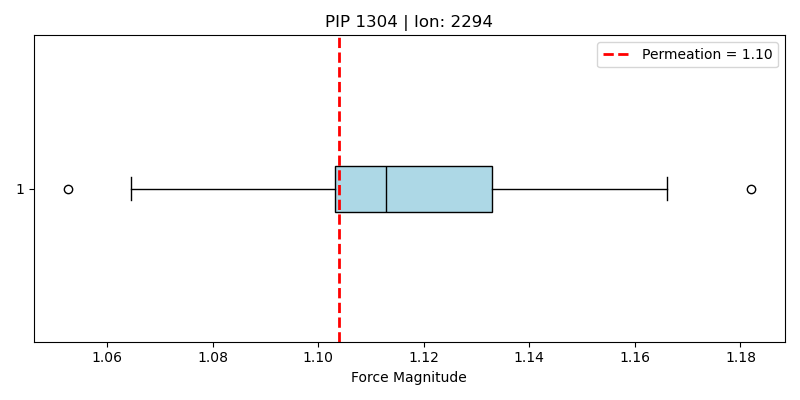 PIP 1304 | Ion: 2294
Permeation = 1.10
1
1.06 1.08 1.10 1.12 1.14 1.16 1.18
Force Magnitude